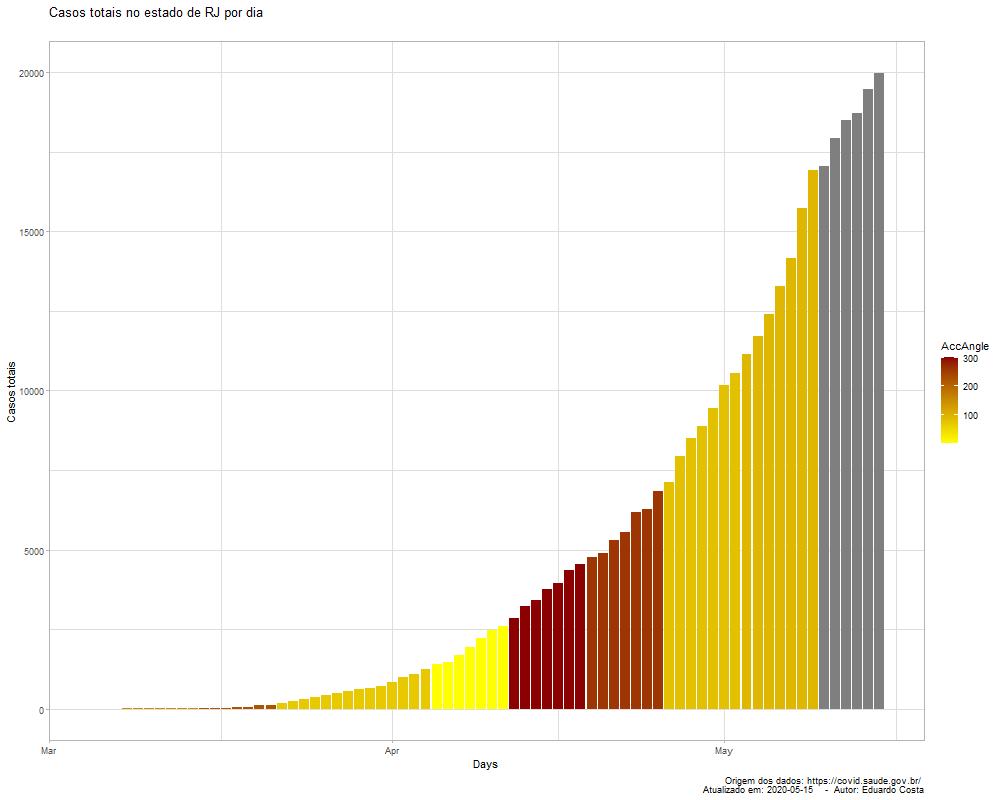 Casos totais no estado de RJ por dia
20000
15000
10000
5000
0
Casos totais
Mar
Apr
May
Days
AccAngle
300
200
100
Origem dos dados: https://covid.saude.gov.br/
Atualizado em: 2020-05-15 - Autor: Eduardo Costa